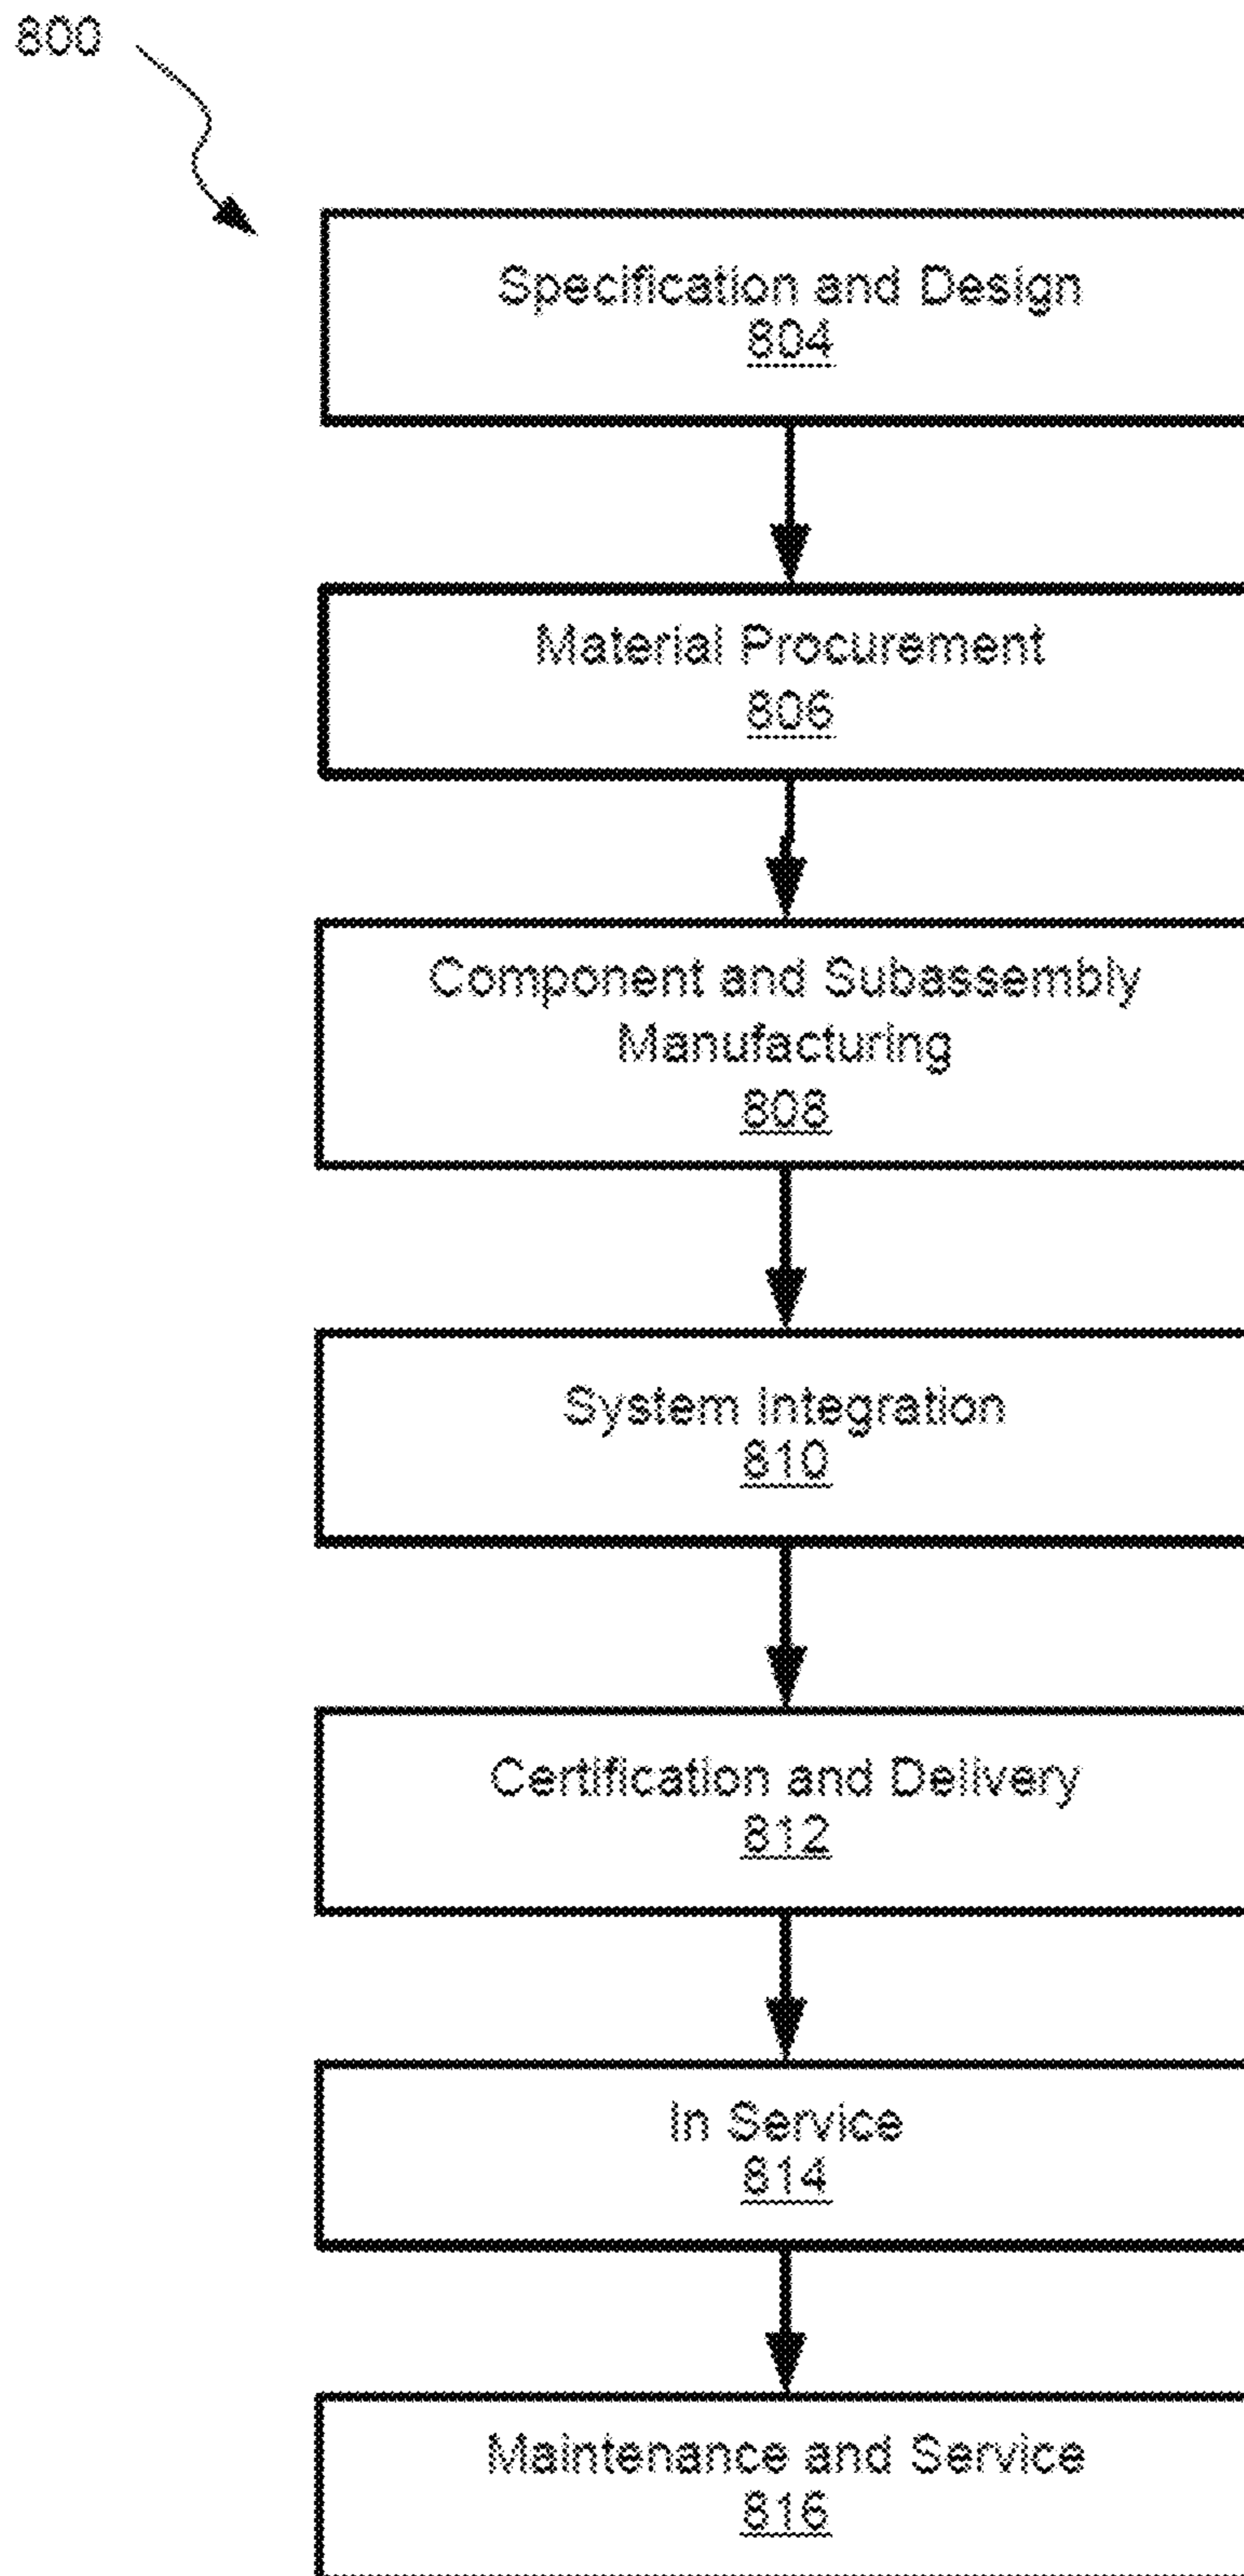 800
Specification and Design
804
Material Procurement
806
Component and Subassembly
Manufacturing
808
System Integration
810
Certification and Delivery
812
In Service
814
Maintenance and Service
816